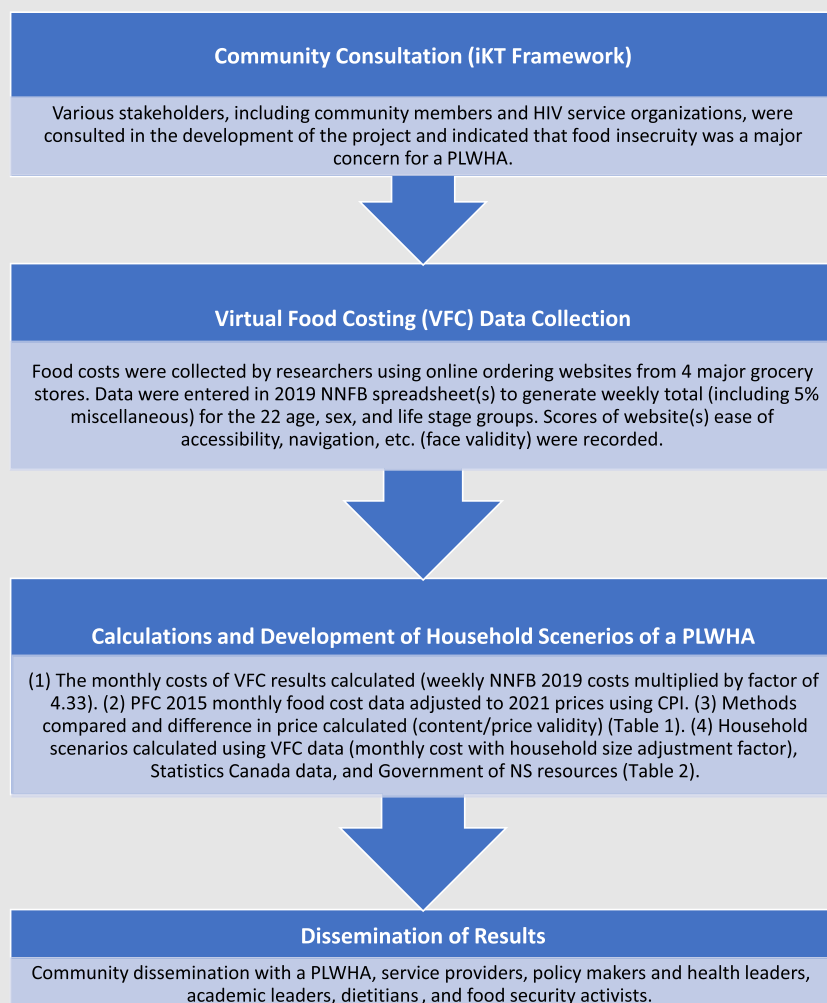 Community Consultation (iKT Framework)
Various stakeholders, including community members and HIV service organizations, were
consulted in the development of the project and indicated that food insecruity was a major
concern for a PLWHA.
Virtual Food Costing (VFC) Data Collection
Food costs were collected by researchers using online ordering websites from 4 major grocery
stores. Data were entered in 2019 NNFB spreadsheet(s) to generate weekly total (including 5%
miscellaneous) for the 22 age, sex, and life stage groups. Scores of website(s) ease of
accessibility, navigation, etc. (face validity) were recorded.
Calculations and Development of Household Scenerios of a PLWHA
(1) The monthly costs of VFC results calculated (weekly NNFB 2019 costs multiplied by factor of
4.33). (2) PFC 2015 monthly food cost data adjusted to 2021 prices using CPI. (3) Methods
compared and difference in price calculated (content/price validity) (Table 1). (4) Household
scenarios calculated using VFC data (monthly cost with household size adjustment factor),
Statistics Canada data, and Government of NS resources (Table 2).
Dissemination of Results
Community dissemination with a PLWHA, service providers, policy makers and health leaders,
academic leaders, dietitians, and food security activists.